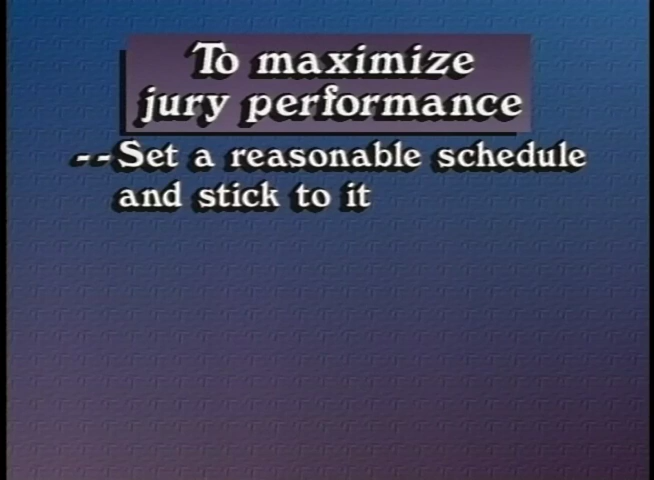 To maximize
jury performance
--Set a reasonable schedule
and stick to it